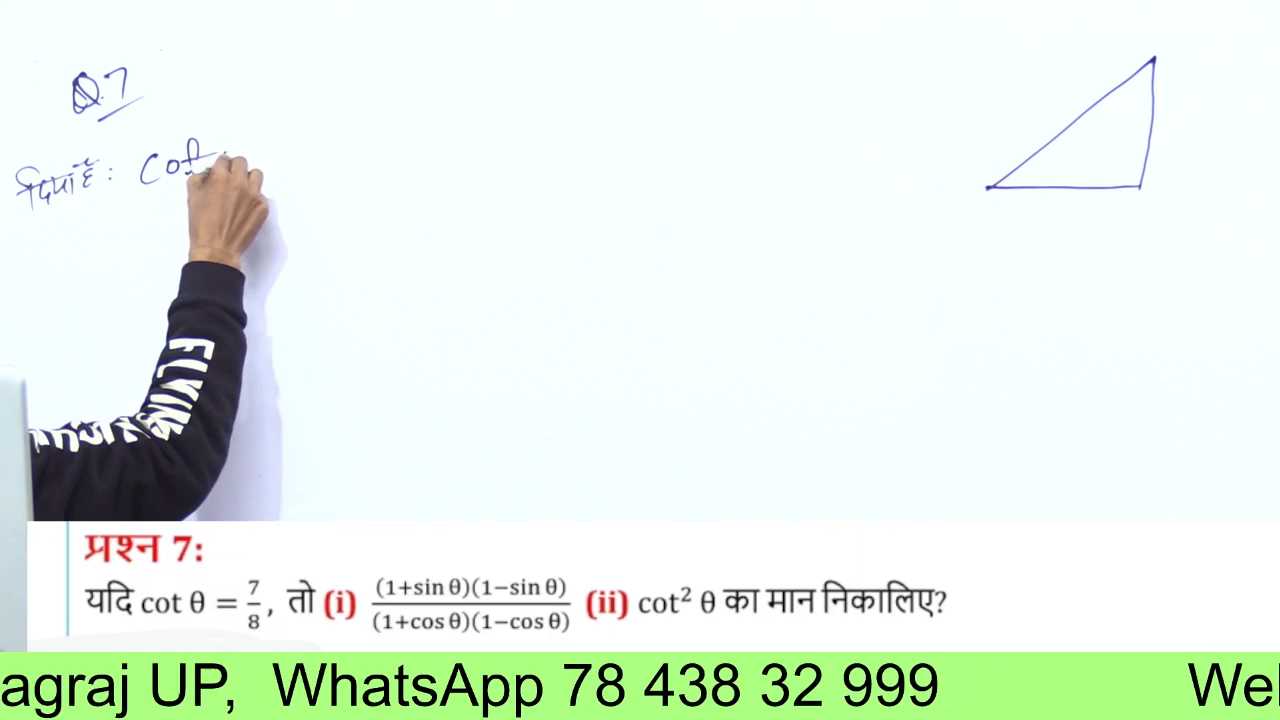 Q.7
दिया है : Cot
FLYING
प्रश्न 7:
यदि cot θ = 7/8, तो (i) (1+sin θ)(1−sin θ)/(1+cos θ)(1−cos θ) (ii) cot² θ का मान निकालिए?
agraj UP, WhatsApp 78 438 32 999 Wel